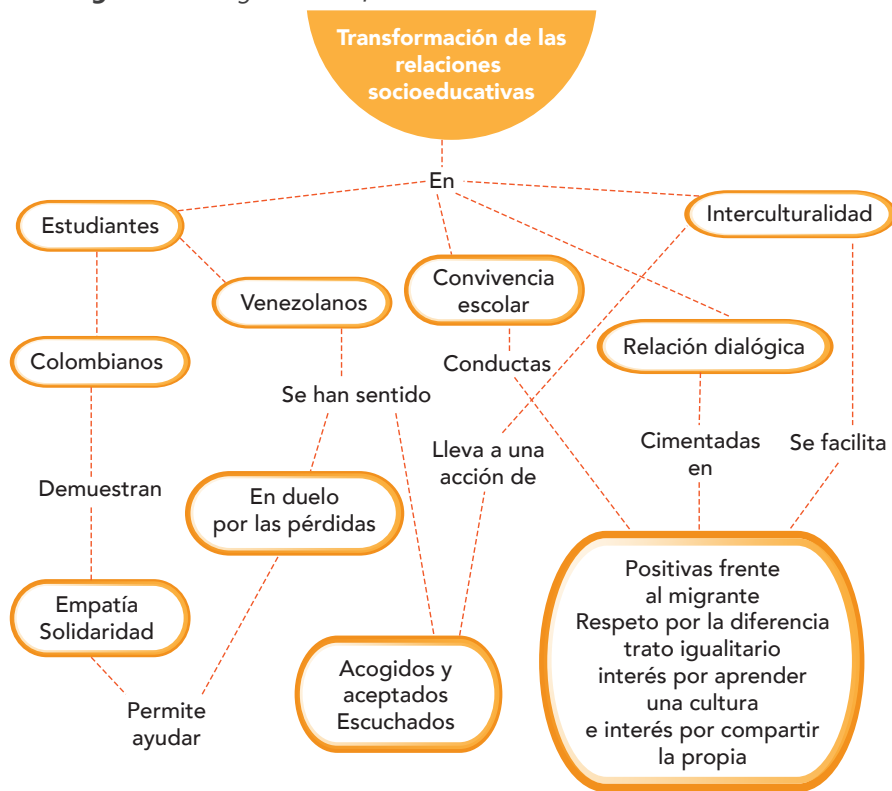 Transformación de las
relaciones
socioeducativas
En
Estudiantes
Interculturalidad
Venezolanos
Convivencia
escolar
Colombianos
Relación dialógica
Conductas
Se han sentido
Lleva a una
acción de
Cimentadas
en
Se facilita
Demuestran
En duelo
por las pérdidas
Empatía
Solidaridad
Positivas frente
al migrante
Respeto por la diferencia
trato igualitario
interés por aprender
una cultura
e interés por compartir
la propia
Acogidos y
aceptados
Escuchados
Permite
ayudar